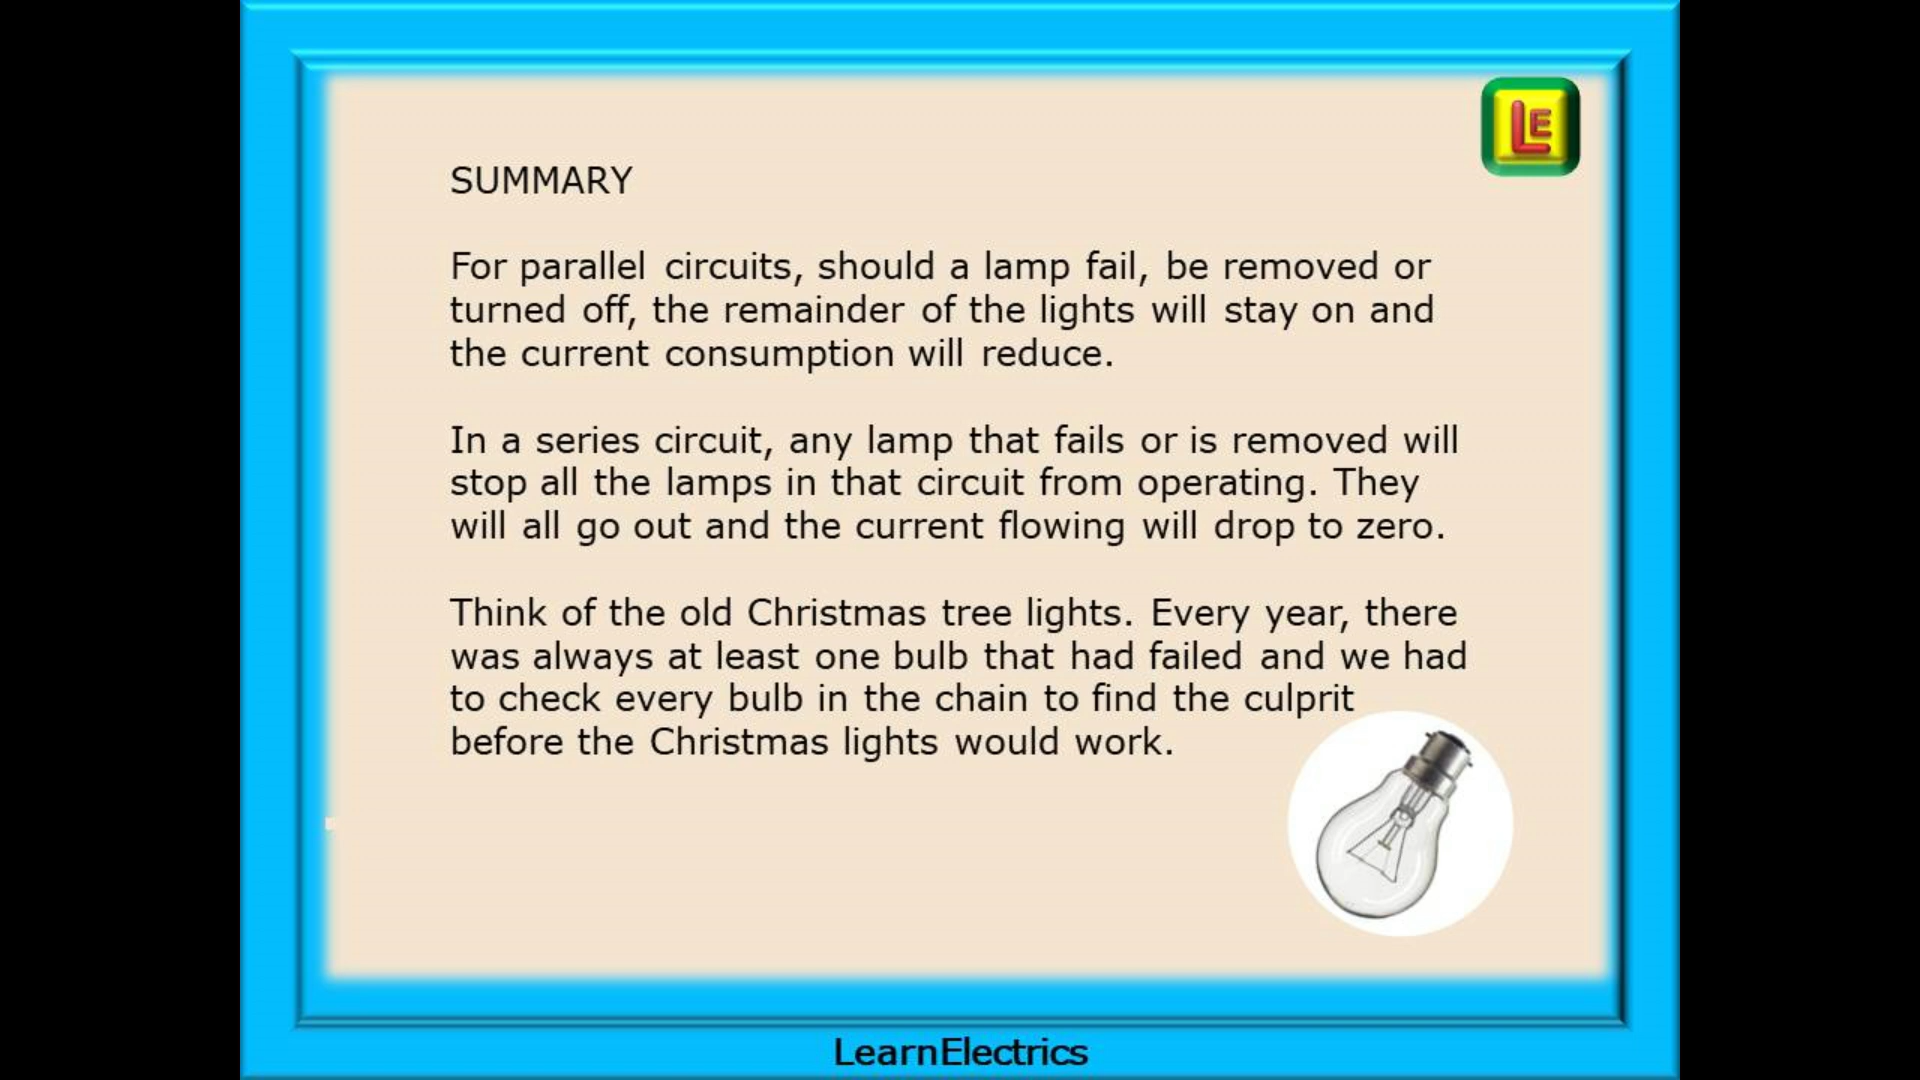 LE
SUMMARY
For parallel circuits, should a lamp fail, be removed or
turned off, the remainder of the lights will stay on and
the current consumption will reduce.
In a series circuit, any lamp that fails or is removed will
stop all the lamps in that circuit from operating. They
will all go out and the current flowing will drop to zero.
Think of the old Christmas tree lights. Every year, there
was always at least one bulb that had failed and we had
to check every bulb in the chain to find the culprit
before the Christmas lights would work.
LearnElectrics